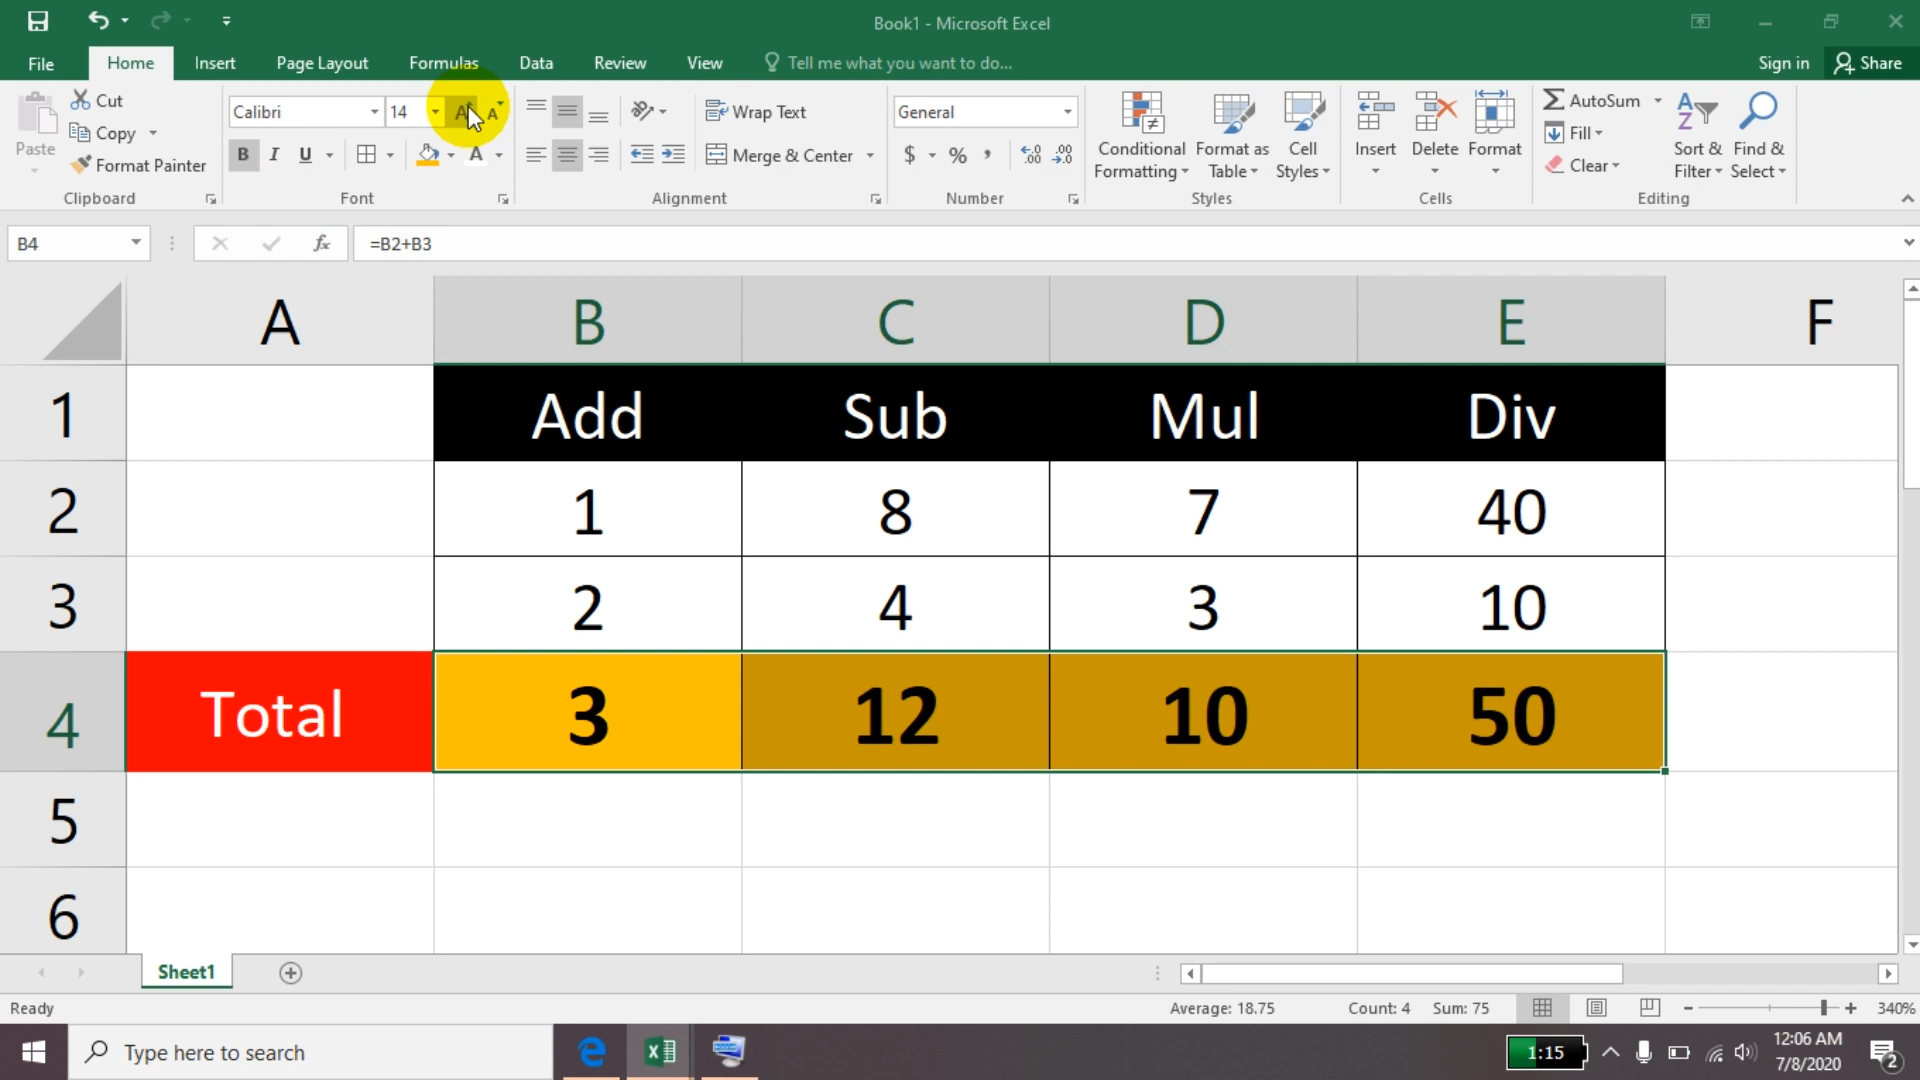 Book1 - Microsoft Excel
File Home Insert Page Layout Formulas Data Review View Tell me what you want to do... Sign in Share
Paste
Cut
Copy
Format Painter
Clipboard
Calibri 14
B I U A
Font
Wrap Text
Merge & Center
Alignment
General
$ % ,
Number
Conditional Formatting
Format as Table
Cell Styles
Styles
Insert Delete Format
Cells
AutoSum
Fill
Clear
Sort & Filter
Find & Select
Editing
B4 fx =B2+B3
A B C D E F
1 Add Sub Mul Div
2 1 8 7 40
3 2 4 3 10
4 Total 3 12 10 50
5
6
Sheet1
Ready Average: 18.75 Count: 4 Sum: 75 340%
Type here to search
1:15
12:06 AM
7/8/2020
2